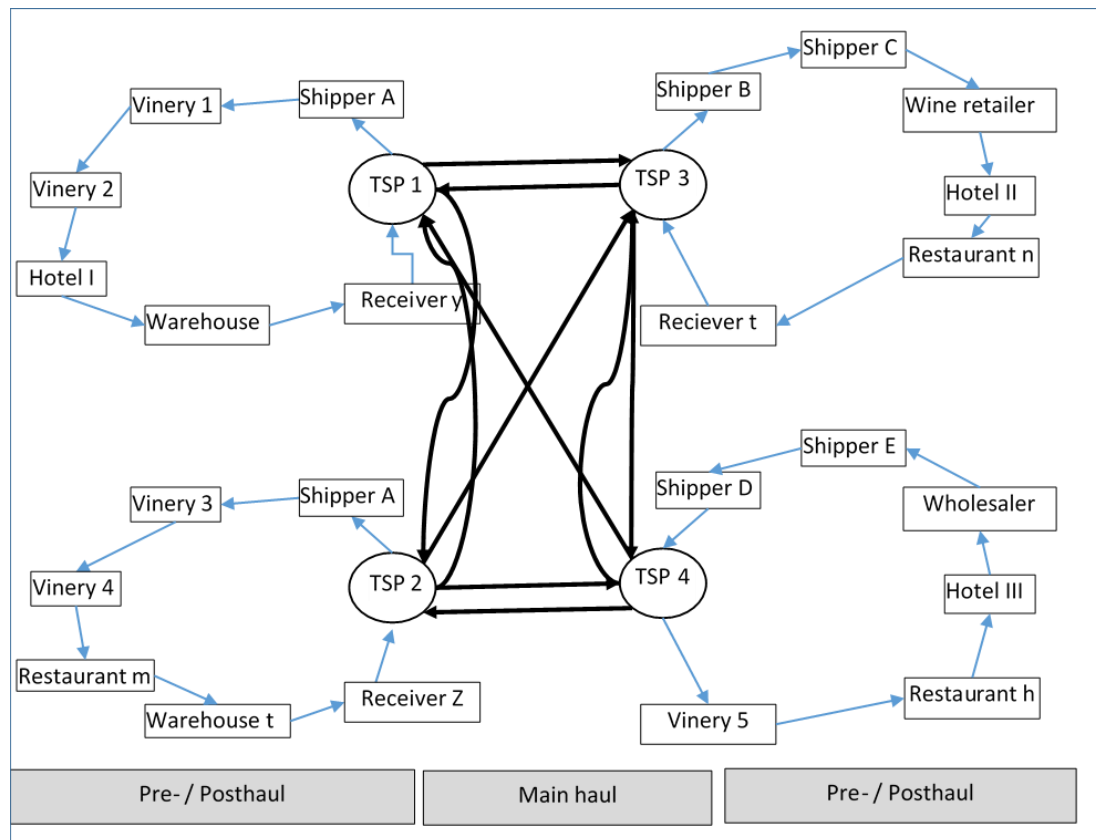 Shipper C
Shipper B
Shipper A
Vinery 1
Wine retailer
TSP 1
TSP 3
Vinery 2
Hotel II
Restaurant n
Hotel I
Receiver y
Warehouse
Reciever t
Shipper E
Shipper D
Shipper A
Vinery 3
Wholesaler
TSP 2
TSP 4
Vinery 4
Hotel III
Restaurant m
Receiver Z
Restaurant h
Warehouse t
Vinery 5
Pre- / Posthaul
Main haul
Pre- / Posthaul